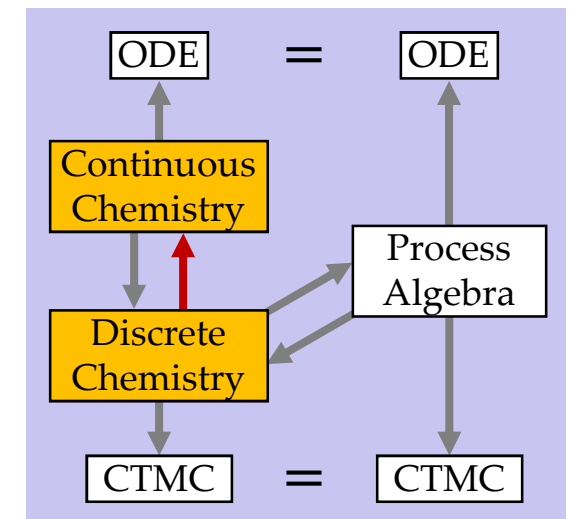 ODE = ODE
Continuous
Chemistry
Process
Algebra
Discrete
Chemistry
CTMC = CTMC